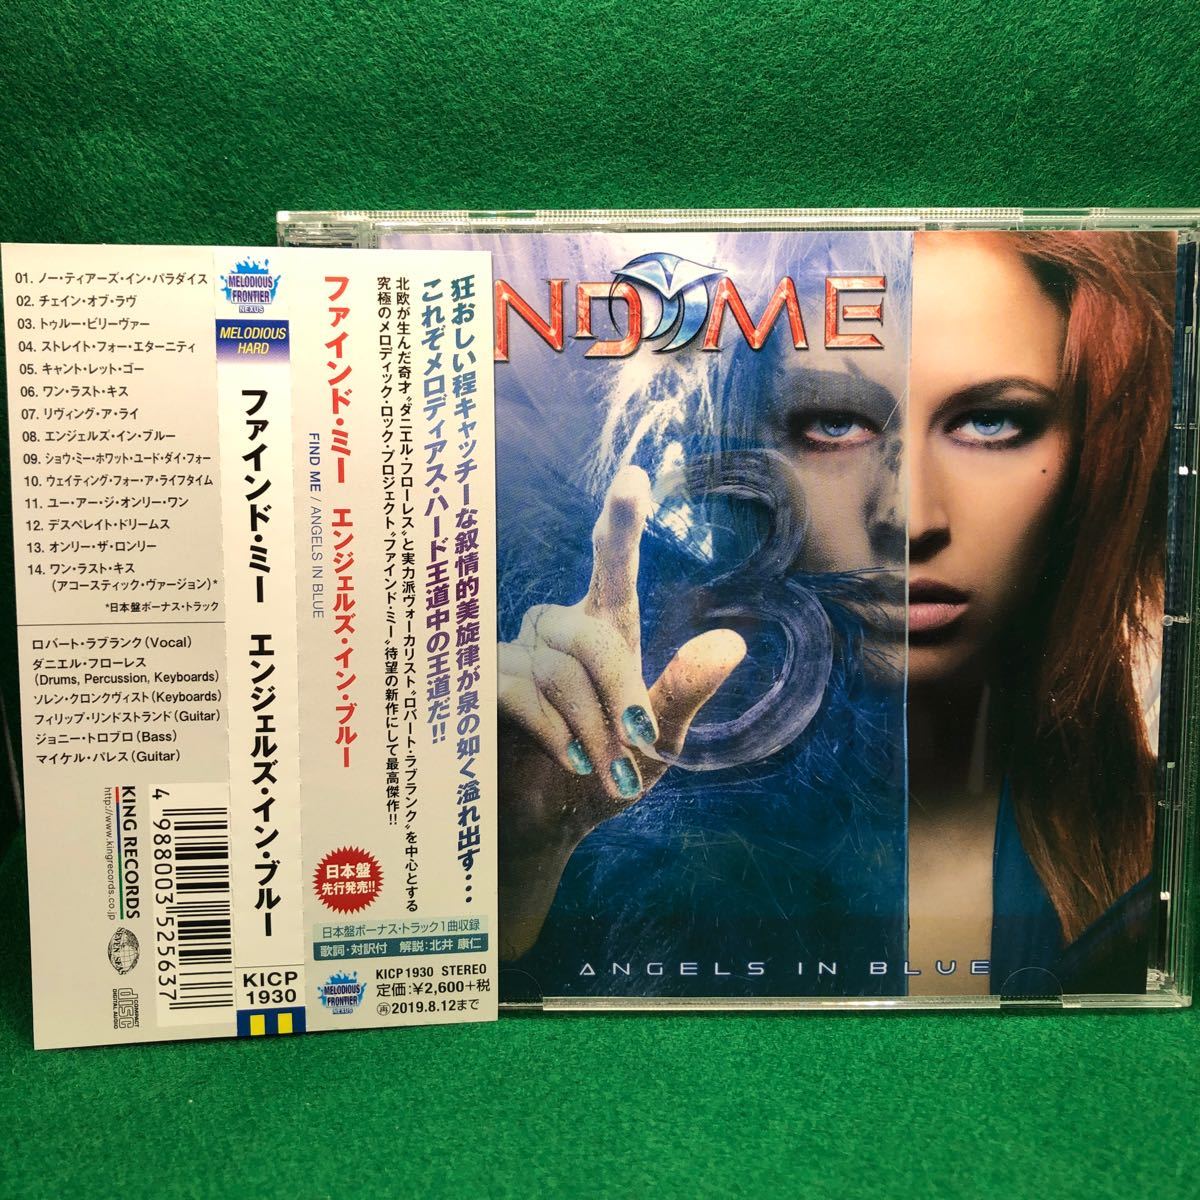 01. ノー・ティアーズ・イン・パラダイス
02. チェイン・オブ・ラヴ
03. トゥルー・ビリーヴァー
04. ストレイト・フォー・エターニティ
05. キャント・レット・ゴー
06. ワン・ラスト・キス
07. リヴィング・ア・ライ
08. エンジェルズ・イン・ブルー
09. ショウ・ミー・ホワット・ユード・ダイ・フォー
10. ウェイティング・フォー・ア・ライフタイム
11. ユー・アー・ジ・オンリー・ワン
12. デスペレイト・ドリームス
13. オンリー・ザ・ロンリー
14. ワン・ラスト・キス
(アコースティック・ヴァージョン)*
*日本盤ボーナス・トラック
ロバート・ラブランク(Vocal)
ダニエル・フローレス
(Drums, Percussion, Keyboards)
ソレン・クロンクヴィスト(Keyboards)
フィリップ・リンドストランド(Guitar)
ジョニー・トロブロ(Bass)
マイケル・パレス(Guitar)
KING RECORDS
http://www.kingrecords.co.jp
4 988003 525637
SEVEN SEAS
COMPACT
disc
DIGITAL AUDIO
MELODIOUS
FRONTIER
NEXUS
MELODIOUS
HARD
ファインド・ミー エンジェルズ・イン・ブルー
KICP
1930
狂おしい程キャッチーな叙情的美旋律が泉の如く溢れ出す・・・
これぞメロディアス・ハード王道中の王道だ!!
北欧が生んだ奇才“ダニエル・フローレス”と実力派ヴォーカリスト“ロバート・ラブランク”を中心とする
究極のメロディック・ロック・プロジェクト“ファインド・ミー”待望の新作にして最高傑作!!
ファインド・ミー エンジェルズ・イン・ブルー
FIND ME / ANGELS IN BLUE
日本盤
先行発売!!
日本盤ボーナス・トラック1曲収録
歌詞・対訳付 解説:北井 康仁
MELODIOUS
FRONTIER
NEXUS
KICP 1930 STEREO
定価:¥2,600+税
再2019.8.12まで
ND ME
3
ANGELS IN BLUE